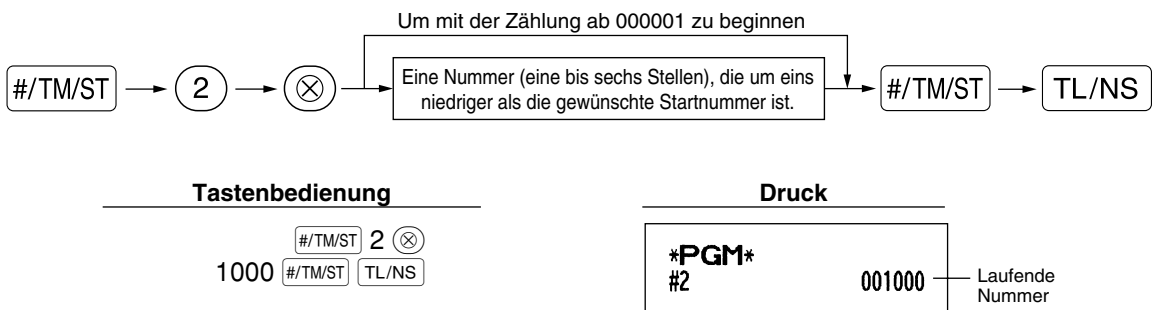 Um mit der Zählung ab 000001 zu beginnen
#/TM/ST 2 ⊗ Eine Nummer (eine bis sechs Stellen), die um eins
niedriger als die gewünschte Startnummer ist. #/TM/ST TL/NS
Tastenbedienung
#/TM/ST 2 ⊗
1000 #/TM/ST TL/NS
Druck
*PGM*
#2 001000
Laufende
Nummer